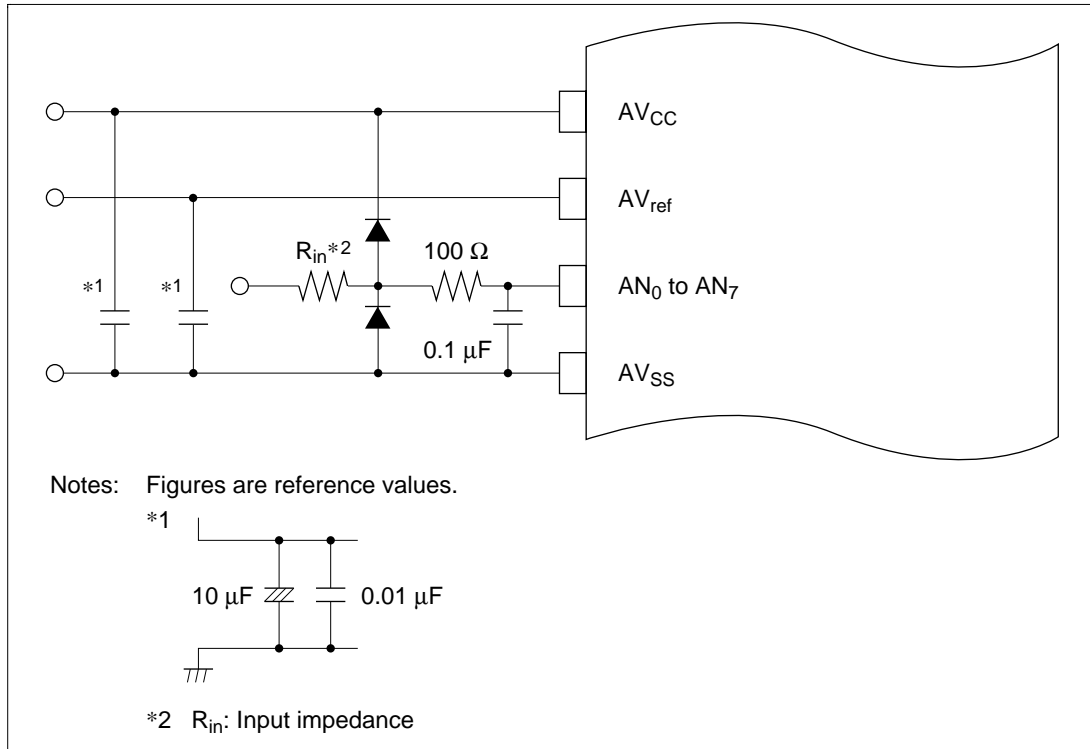 AVCC
AVref
Rin*2
100 Ω
*1
*1
AN0 to AN7
0.1 μF
AVSS
Notes: Figures are reference values.
*1
10 μF
0.01 μF
*2 Rin: Input impedance